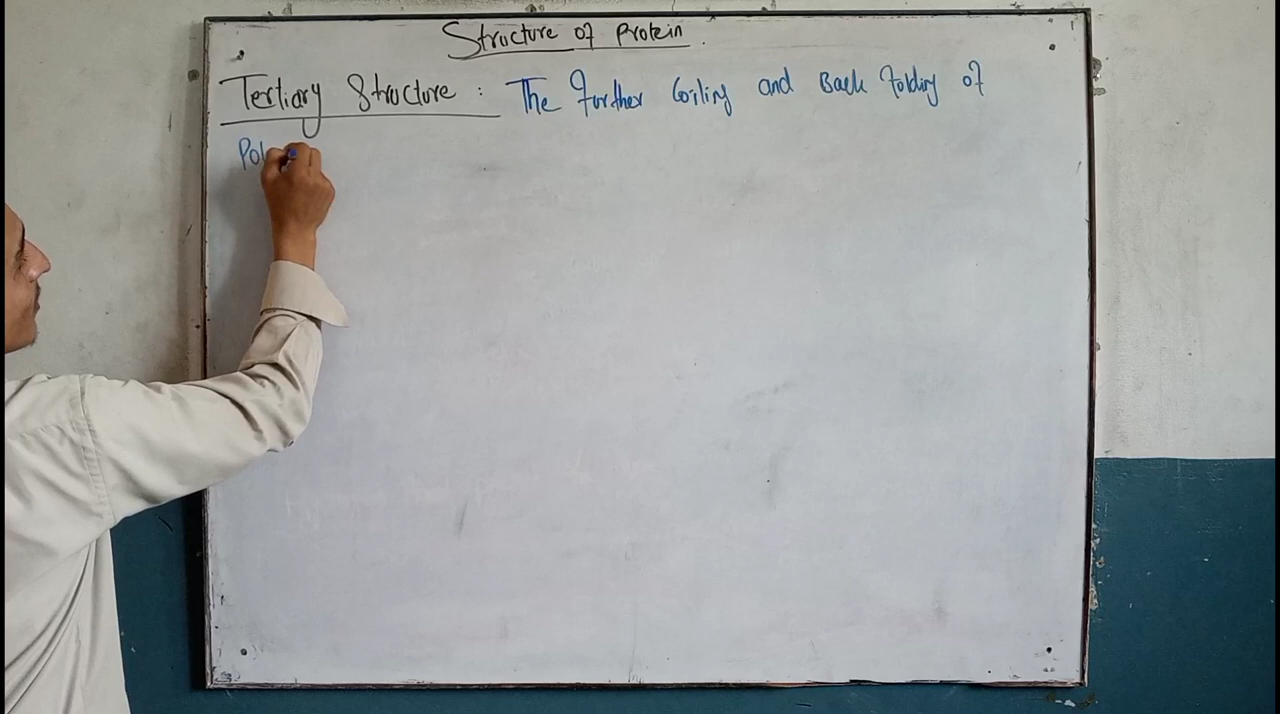 Structure of Protein.
Tertiary Structure : The further Coiling and Back folding of
Pol